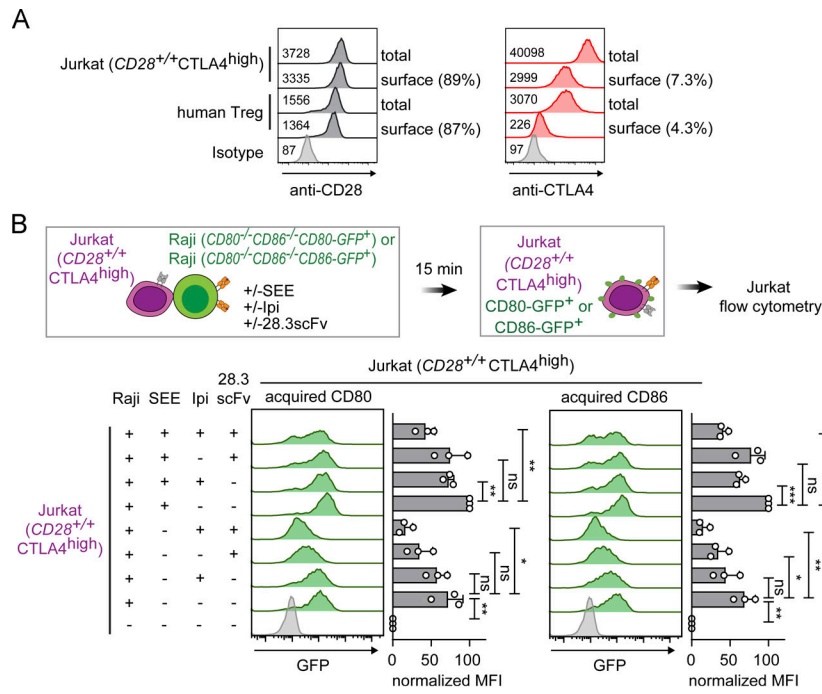 A
Jurkat (CD28+/+CTLA4high)
3728 total
3335 surface (89%)
human Treg
1556 total
1364 surface (87%)
Isotype 87
anti-CD28
40098 total
2999 surface (7.3%)
3070 total
226 surface (4.3%)
97
anti-CTLA4
B
Jurkat
(CD28+/+
CTLA4high)
Raji (CD80-/-CD86-/-CD80-GFP+) or
Raji (CD80-/-CD86-/-CD86-GFP+)
+/-SEE
+/-Ipi
+/-28.3scFv
15 min
Jurkat
(CD28+/+
CTLA4high)
CD80-GFP+ or
CD86-GFP+
Jurkat
flow cytometry
Jurkat (CD28+/+ CTLA4high)
Raji SEE Ipi 28.3 scFv
acquired CD80
acquired CD86
Jurkat
(CD28+/+
CTLA4high)
+ + + +
+ + - +
+ + + -
+ + - -
+ - + +
+ - - +
+ - + -
+ - - -
- - - -
** ns **
* ns ns **
*** ns
** * ns **
GFP
0 50 100
normalized MFI
GFP
0 50 100
normalized MFI